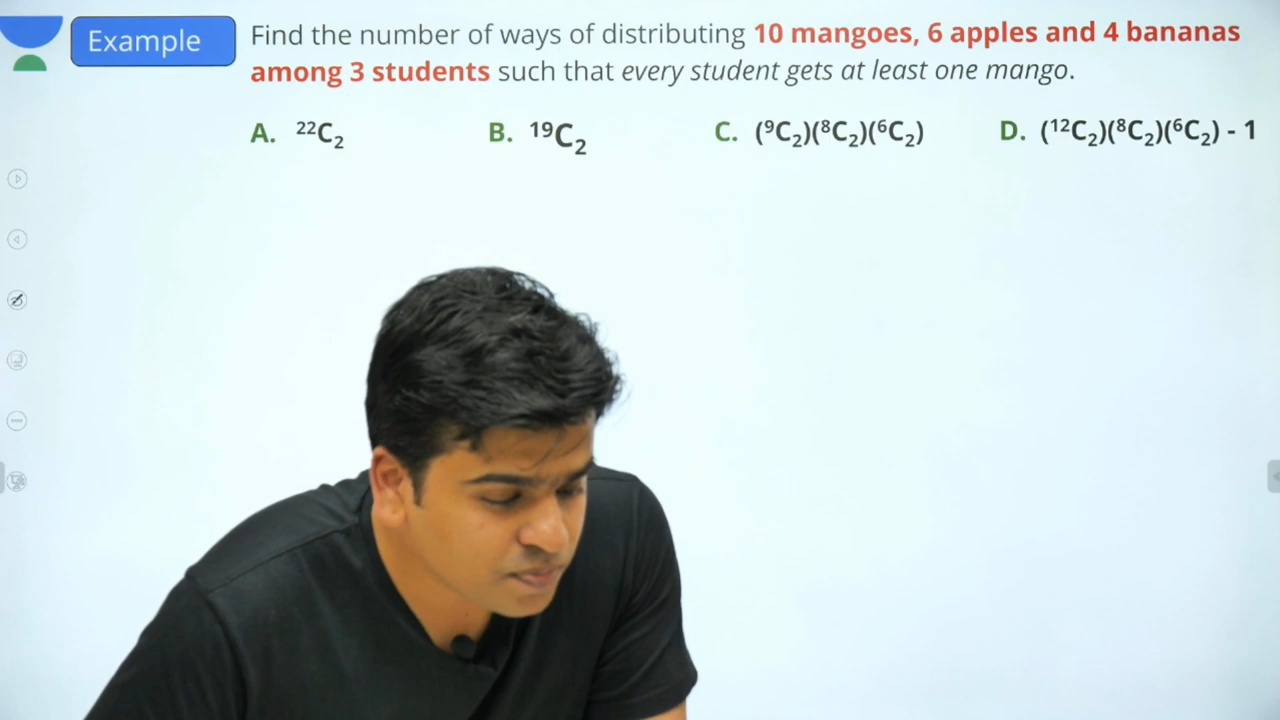 Example
Find the number of ways of distributing 10 mangoes, 6 apples and 4 bananas
among 3 students such that every student gets at least one mango.
A. ²²C₂ B. ¹⁹C₂ C. (⁹C₂)(⁸C₂)(⁶C₂) D. (¹²C₂)(⁸C₂)(⁶C₂) - 1